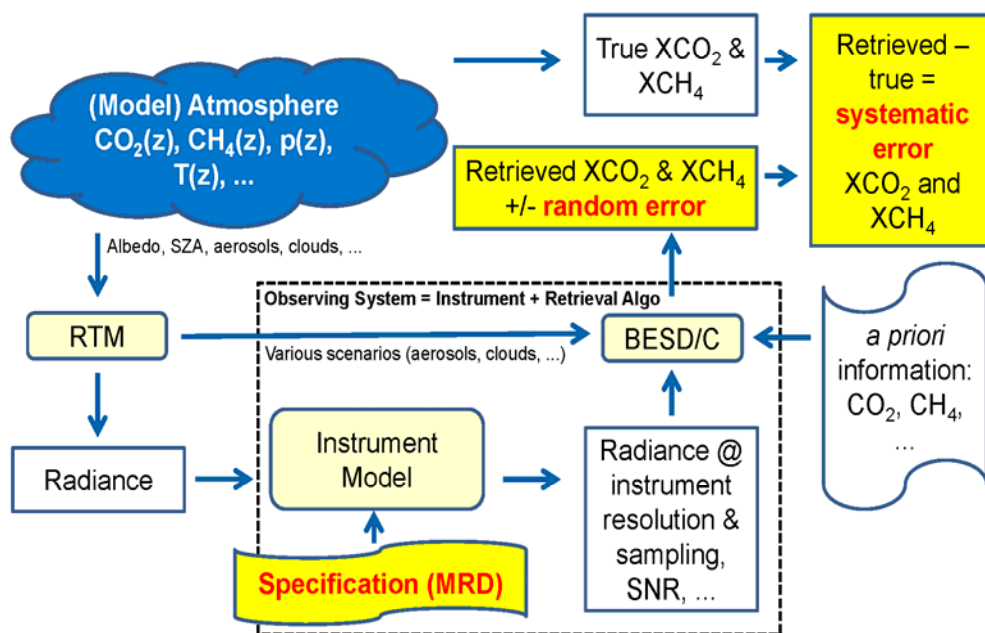 (Model) Atmosphere
CO₂(z), CH₄(z), p(z),
T(z), ...
True XCO₂ &
XCH₄
Retrieved –
true =
systematic
error
XCO₂ and
XCH₄
Retrieved XCO₂ & XCH₄
+/- random error
Albedo, SZA, aerosols, clouds, ...
Observing System = Instrument + Retrieval Algo
RTM
Various scenarios (aerosols, clouds, ...)
BESD/C
a priori
information:
CO₂, CH₄,
...
Radiance
Instrument
Model
Radiance @
instrument
resolution &
sampling,
SNR, ...
Specification (MRD)